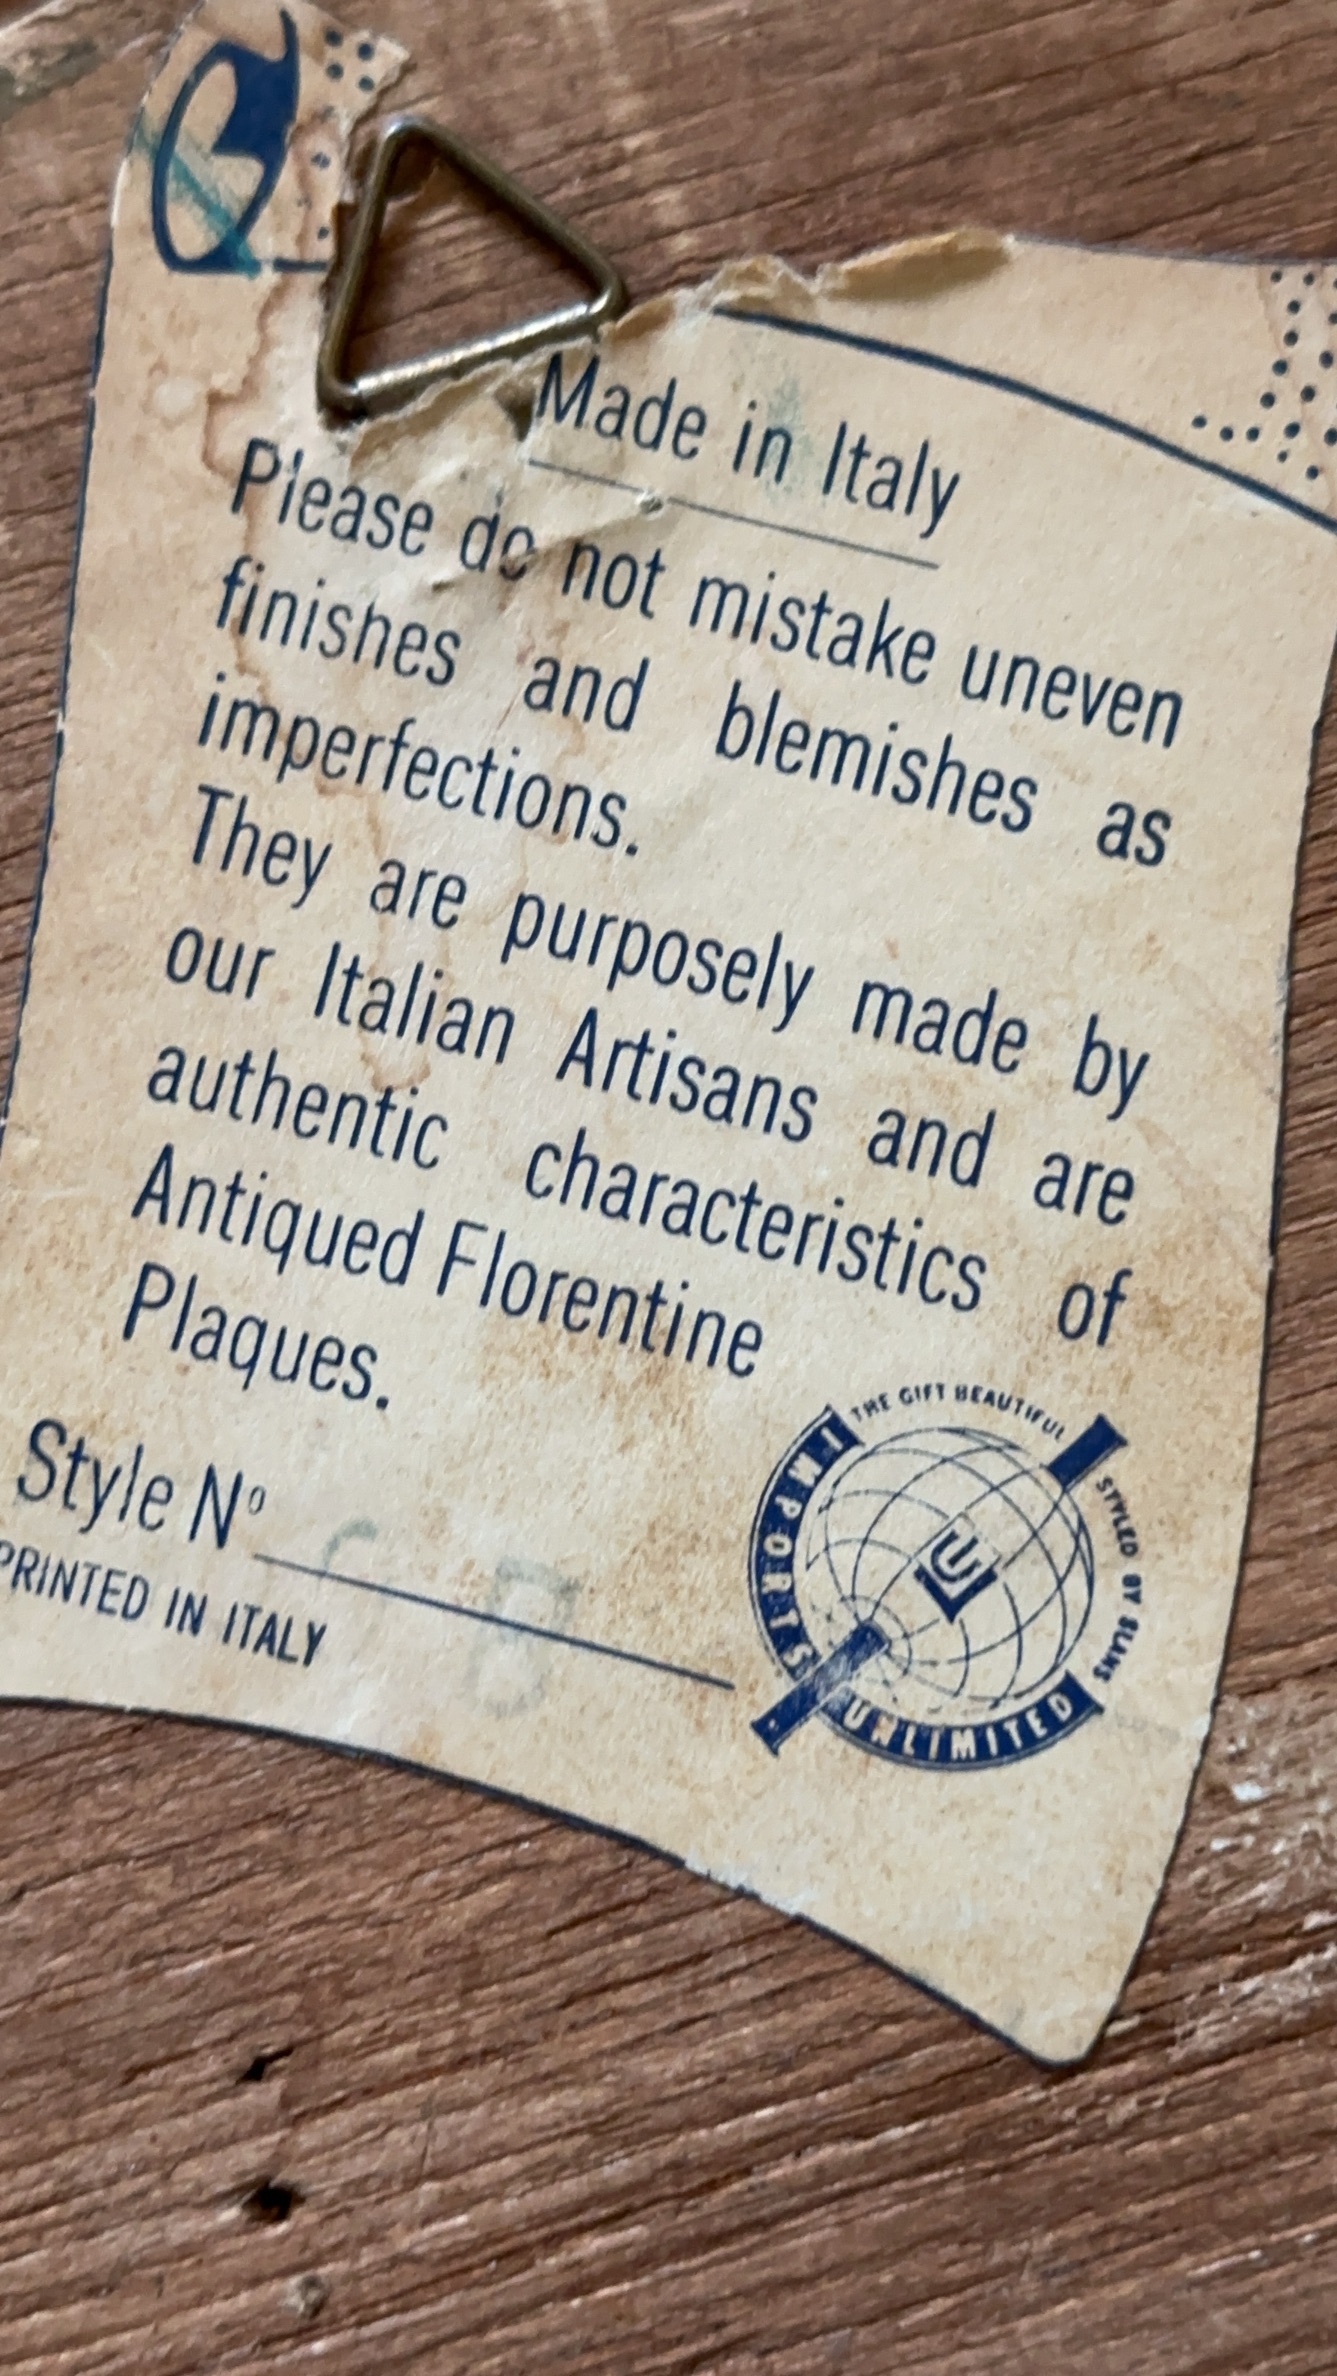 Made in Italy
Please do not mistake uneven
finishes and blemishes as
imperfections.
They are purposely made by
our Italian Artisans and are
authentic characteristics of
Antiqued Florentine
Plaques.
Style Nº
PRINTED IN ITALY
THE GIFT BEAUTIFUL
STYLED BY BLANS
IMPORTS
UNLIMITED